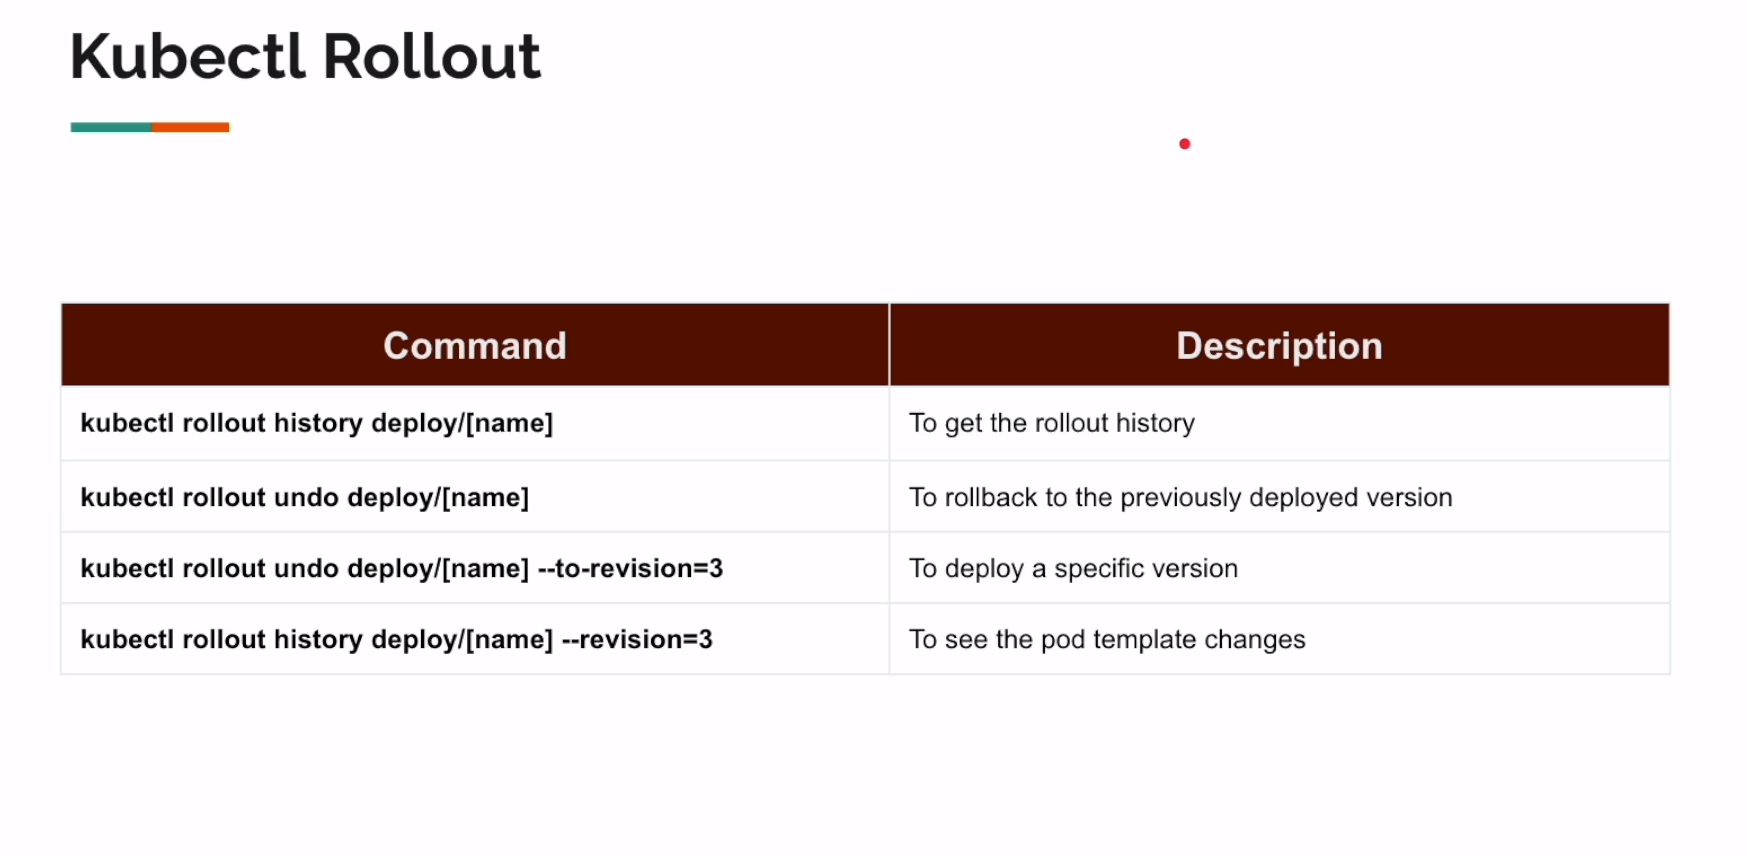 Kubectl Rollout
Command Description
kubectl rollout history deploy/[name] To get the rollout history
kubectl rollout undo deploy/[name] To rollback to the previously deployed version
kubectl rollout undo deploy/[name] --to-revision=3 To deploy a specific version
kubectl rollout history deploy/[name] --revision=3 To see the pod template changes